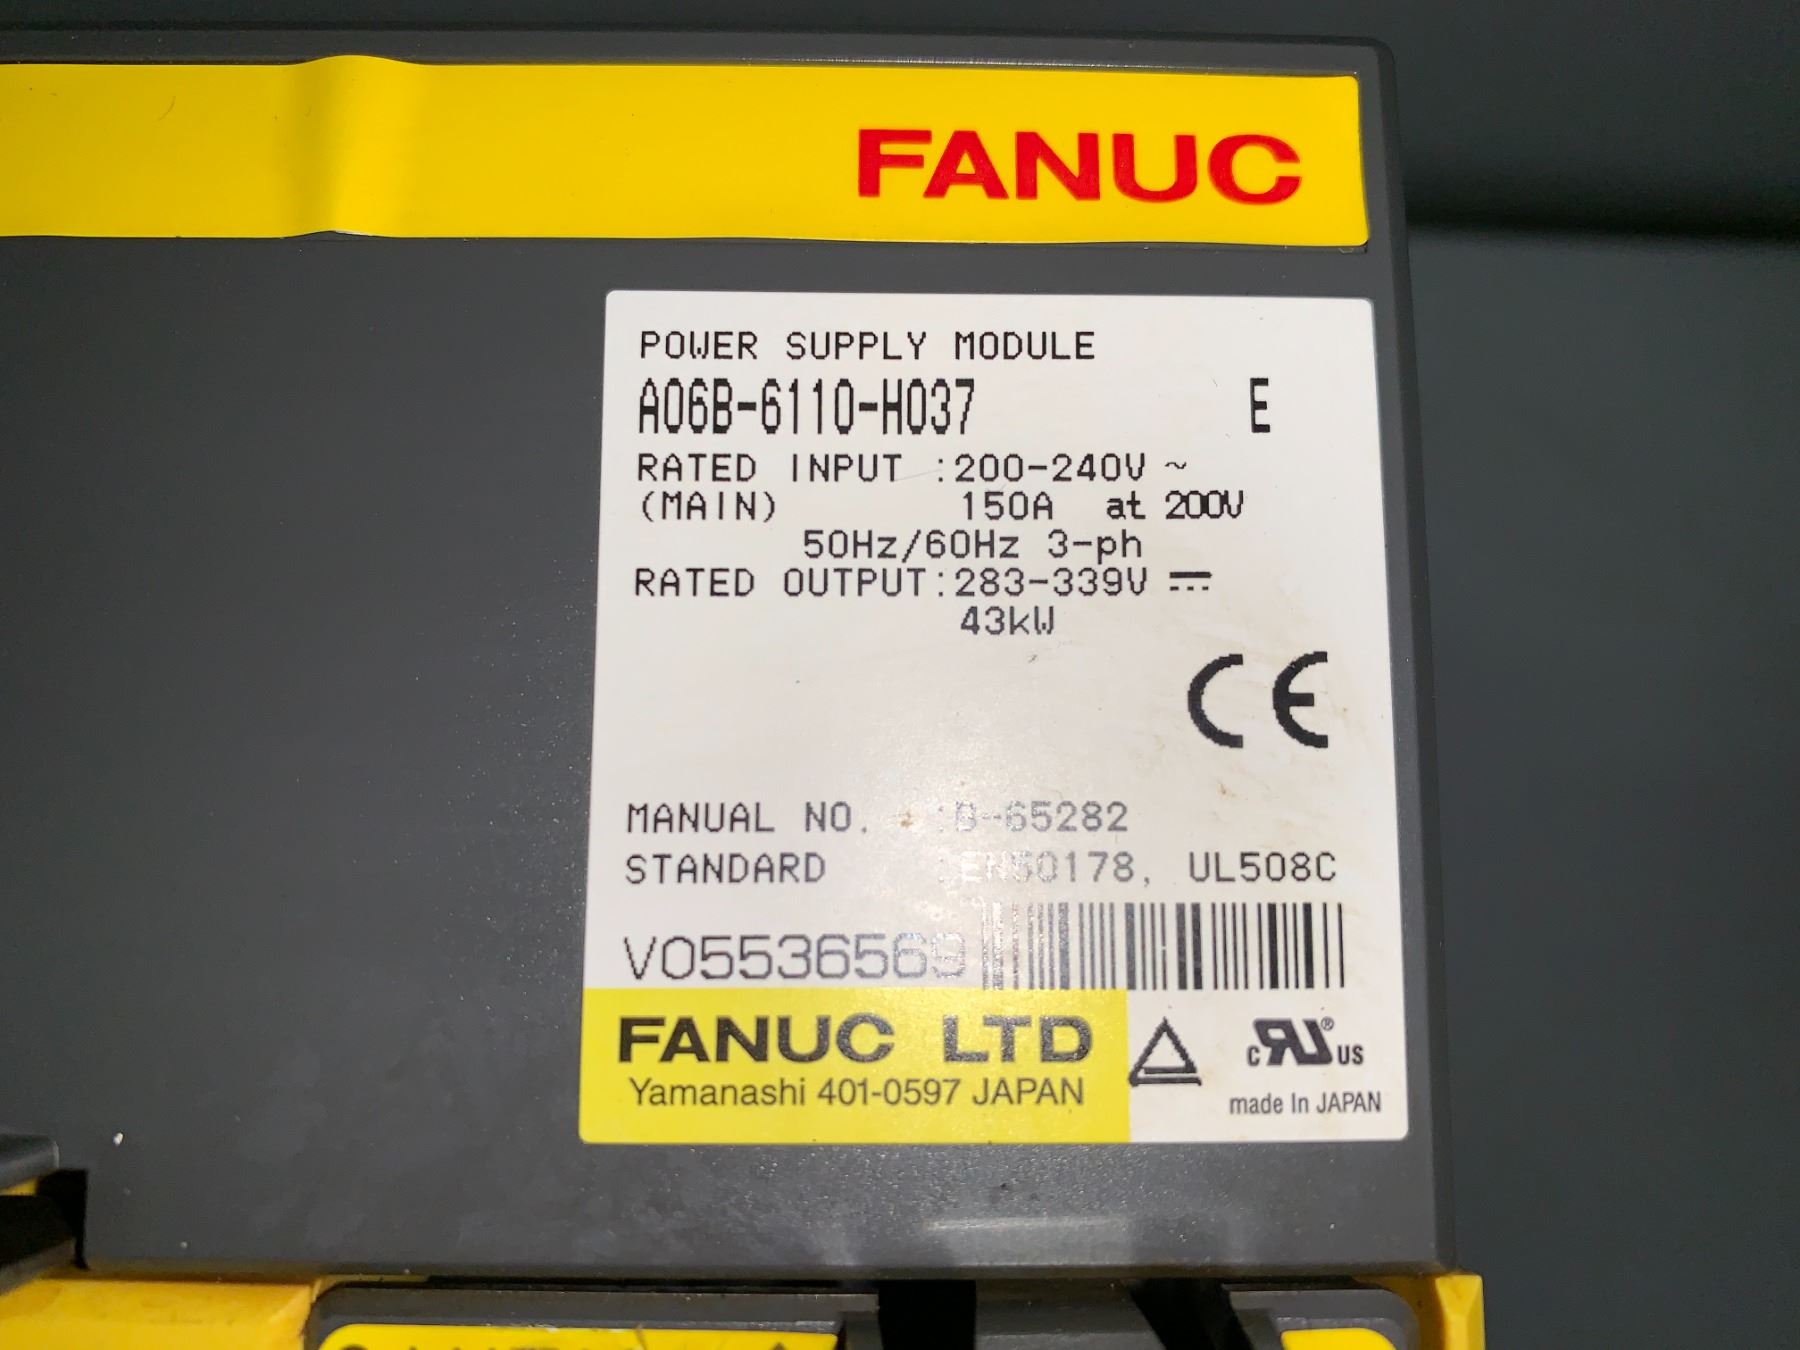 FANUC
POWER SUPPLY MODULE
A06B-6110-H037 E
RATED INPUT :200-240V ~
(MAIN) 150A at 200V
50Hz/60Hz 3-ph
RATED OUTPUT:283-339V ⎓
43kW
CE
MANUAL NO. :B-65282
STANDARD :EN50178, UL508C
V05536569
FANUC LTD
Yamanashi 401-0597 JAPAN
c RU ® US
made In JAPAN